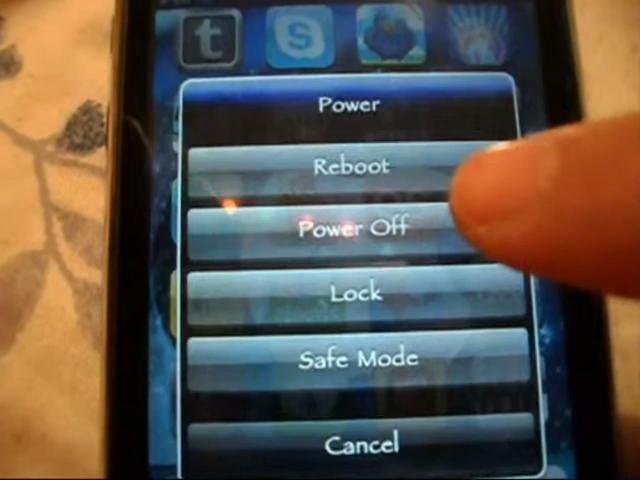 t
S
Power
Reboot
Power Off
Lock
Safe Mode
Cancel